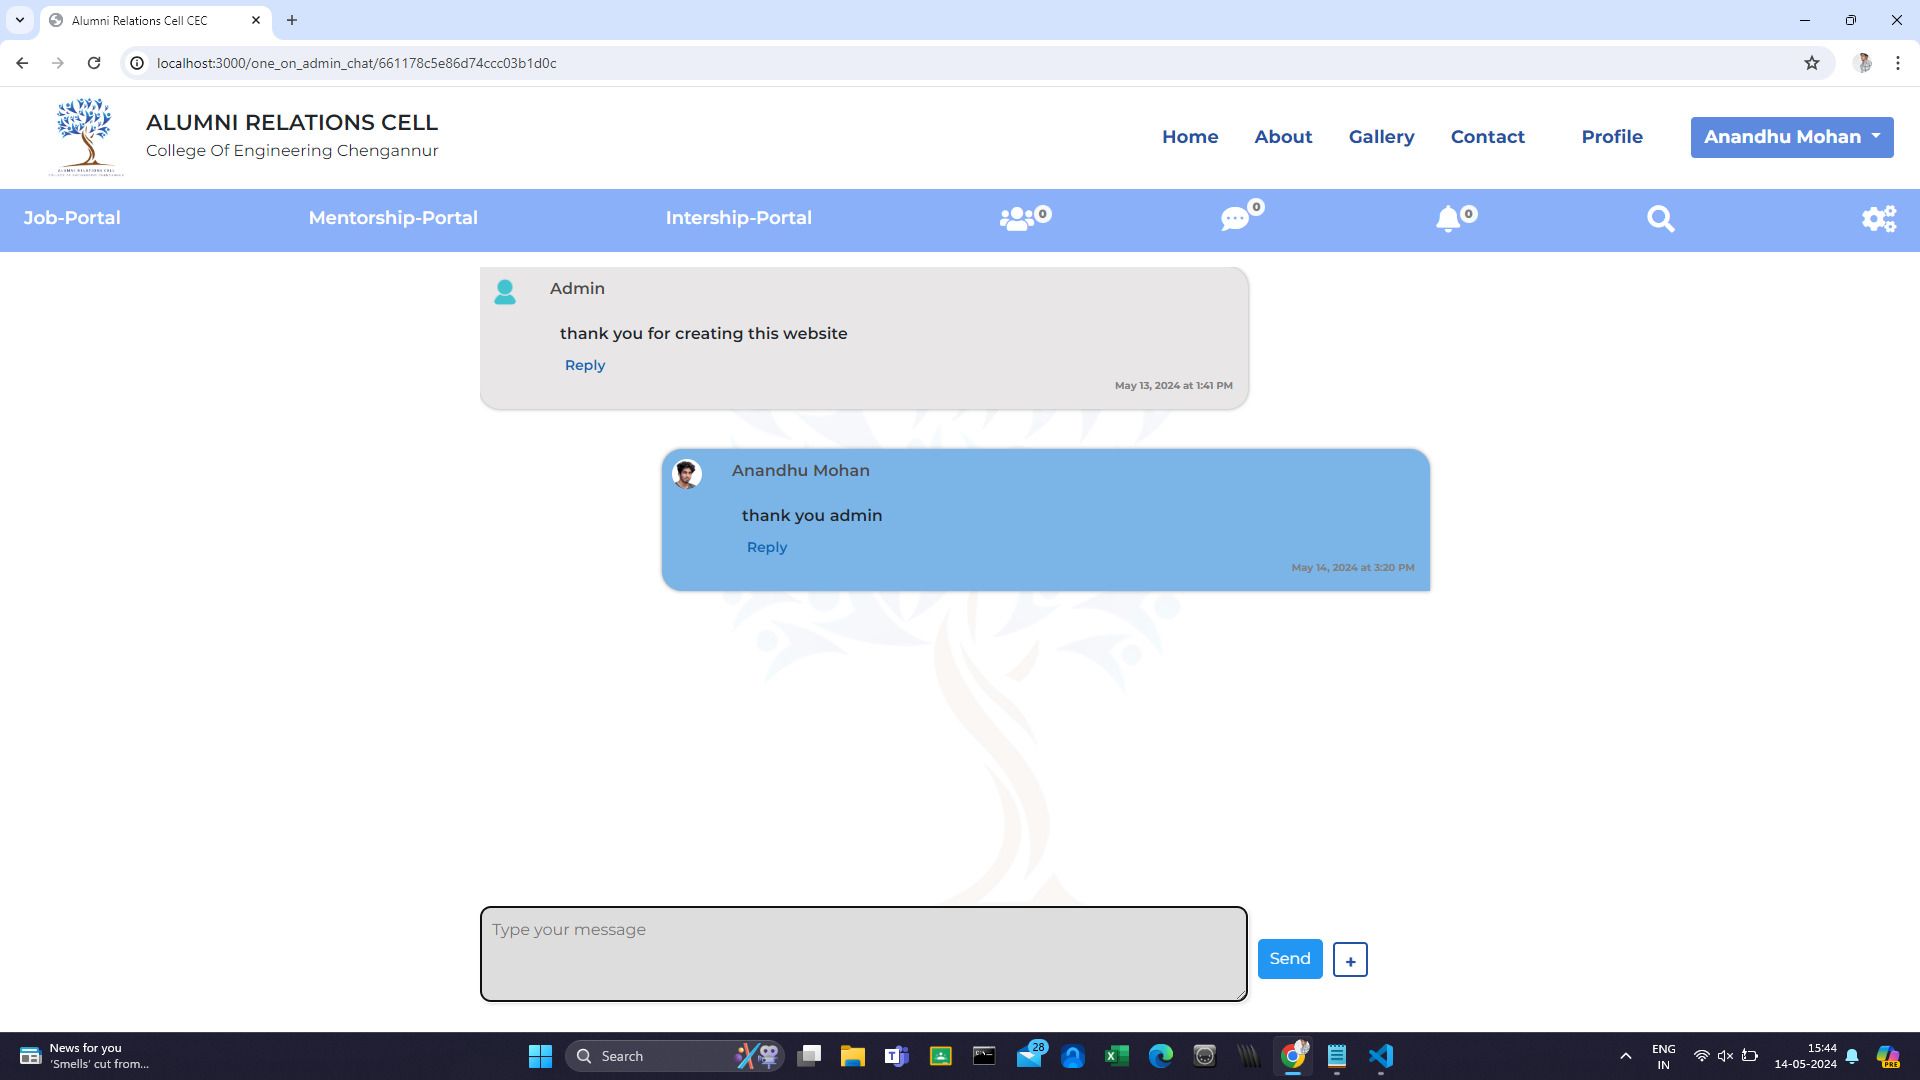 Alumni Relations Cell CEC
localhost:3000/one_on_admin_chat/661178c5e86d74ccc03b1d0c
ALUMNI RELATIONS CELL
College Of Engineering Chengannur
ALUMNI RELATIONS CELL
Home
About
Gallery
Contact
Profile
Anandhu Mohan
Job-Portal
Mentorship-Portal
Intership-Portal
0
0
0
Admin
thank you for creating this website
Reply
May 13, 2024 at 1:41 PM
Anandhu Mohan
thank you admin
Reply
May 14, 2024 at 3:20 PM
Type your message
Send
+
News for you
'Smells' cut from...
Search
28
ENG
IN
15:44
14-05-2024
PRE